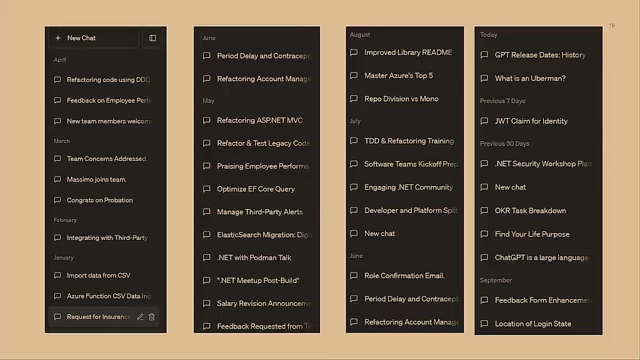 New Chat
April
Refactoring code using DDD
Feedback on Employee Perfo
New team members welcom
March
Team Concerns Addressed.
Massimo joins team.
Congrats on Probation
February
Integrating with Third-Party
January
Import data from CSV
Azure Function CSV Data Ing
Request for Insurance
June
Period Delay and Contracept
Refactoring Account Manage
May
Refactoring ASP.NET MVC
Refactor & Test Legacy Code
Praising Employee Performa
Optimize EF Core Query
Manage Third-Party Alerts
ElasticSearch Migration: Dig
.NET with Podman Talk
".NET Meetup Post-Build"
Salary Revision Announcem
Feedback Requested from T
August
Improved Library README
Master Azure's Top 5
Repo Division vs Mono
July
TDD & Refactoring Training
Software Teams Kickoff Prep
Engaging .NET Community
Developer and Platform Split
New chat
June
Role Confirmation Email.
Period Delay and Contracept
Refactoring Account Manag
Today
GPT Release Dates: History
What is an Uberman?
Previous 7 Days
JWT Claim for Identity
Previous 30 Days
.NET Security Workshop Plan
New chat
OKR Task Breakdown
Find Your Life Purpose
ChatGPT is a large language
September
Feedback Form Enhancemen
Location of Login State
19